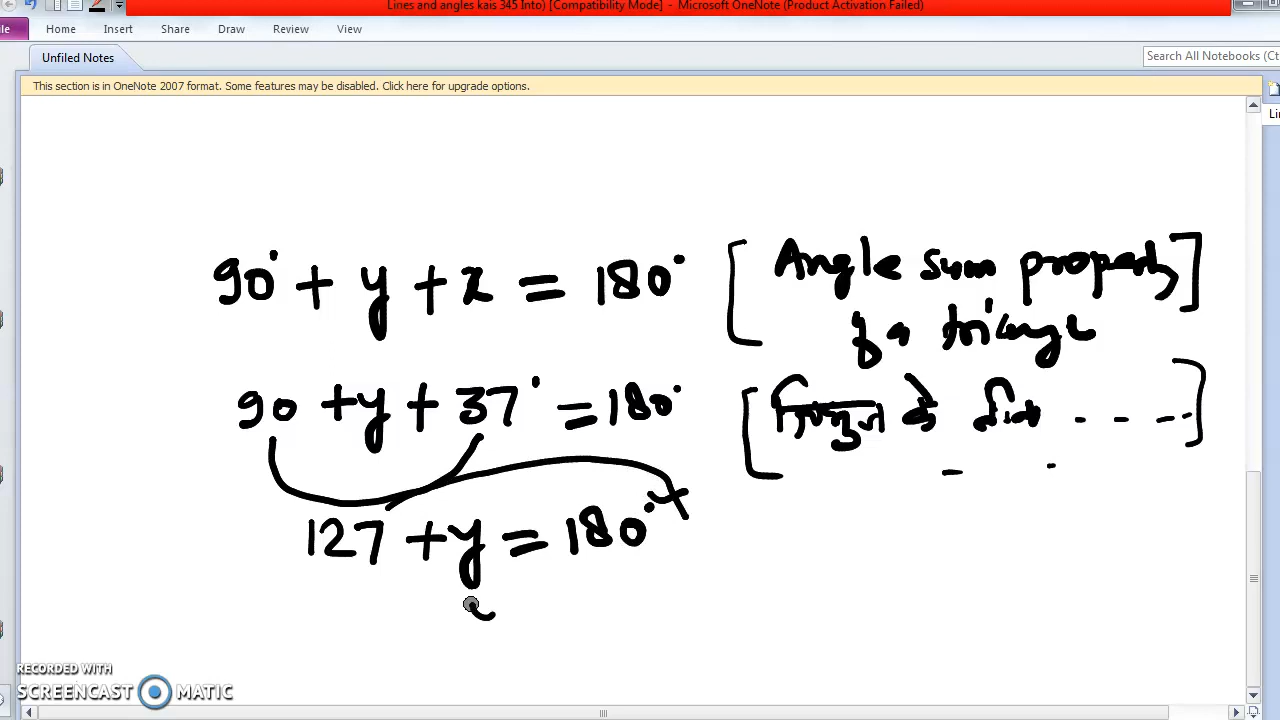 Lines and angles kais 345 Into) [Compatibility Mode] - Microsoft OneNote (Product Activation Failed)
Home Insert Share Draw Review View
Unfiled Notes
Search All Notebooks (Ct
This section is in OneNote 2007 format. Some features may be disabled. Click here for upgrade options.
90° + y + x = 180° [Angle sum property]
of a triangle
90 + y + 37° = 180°
127 + y = 180°
RECORDED WITH
SCREENCAST MATIC